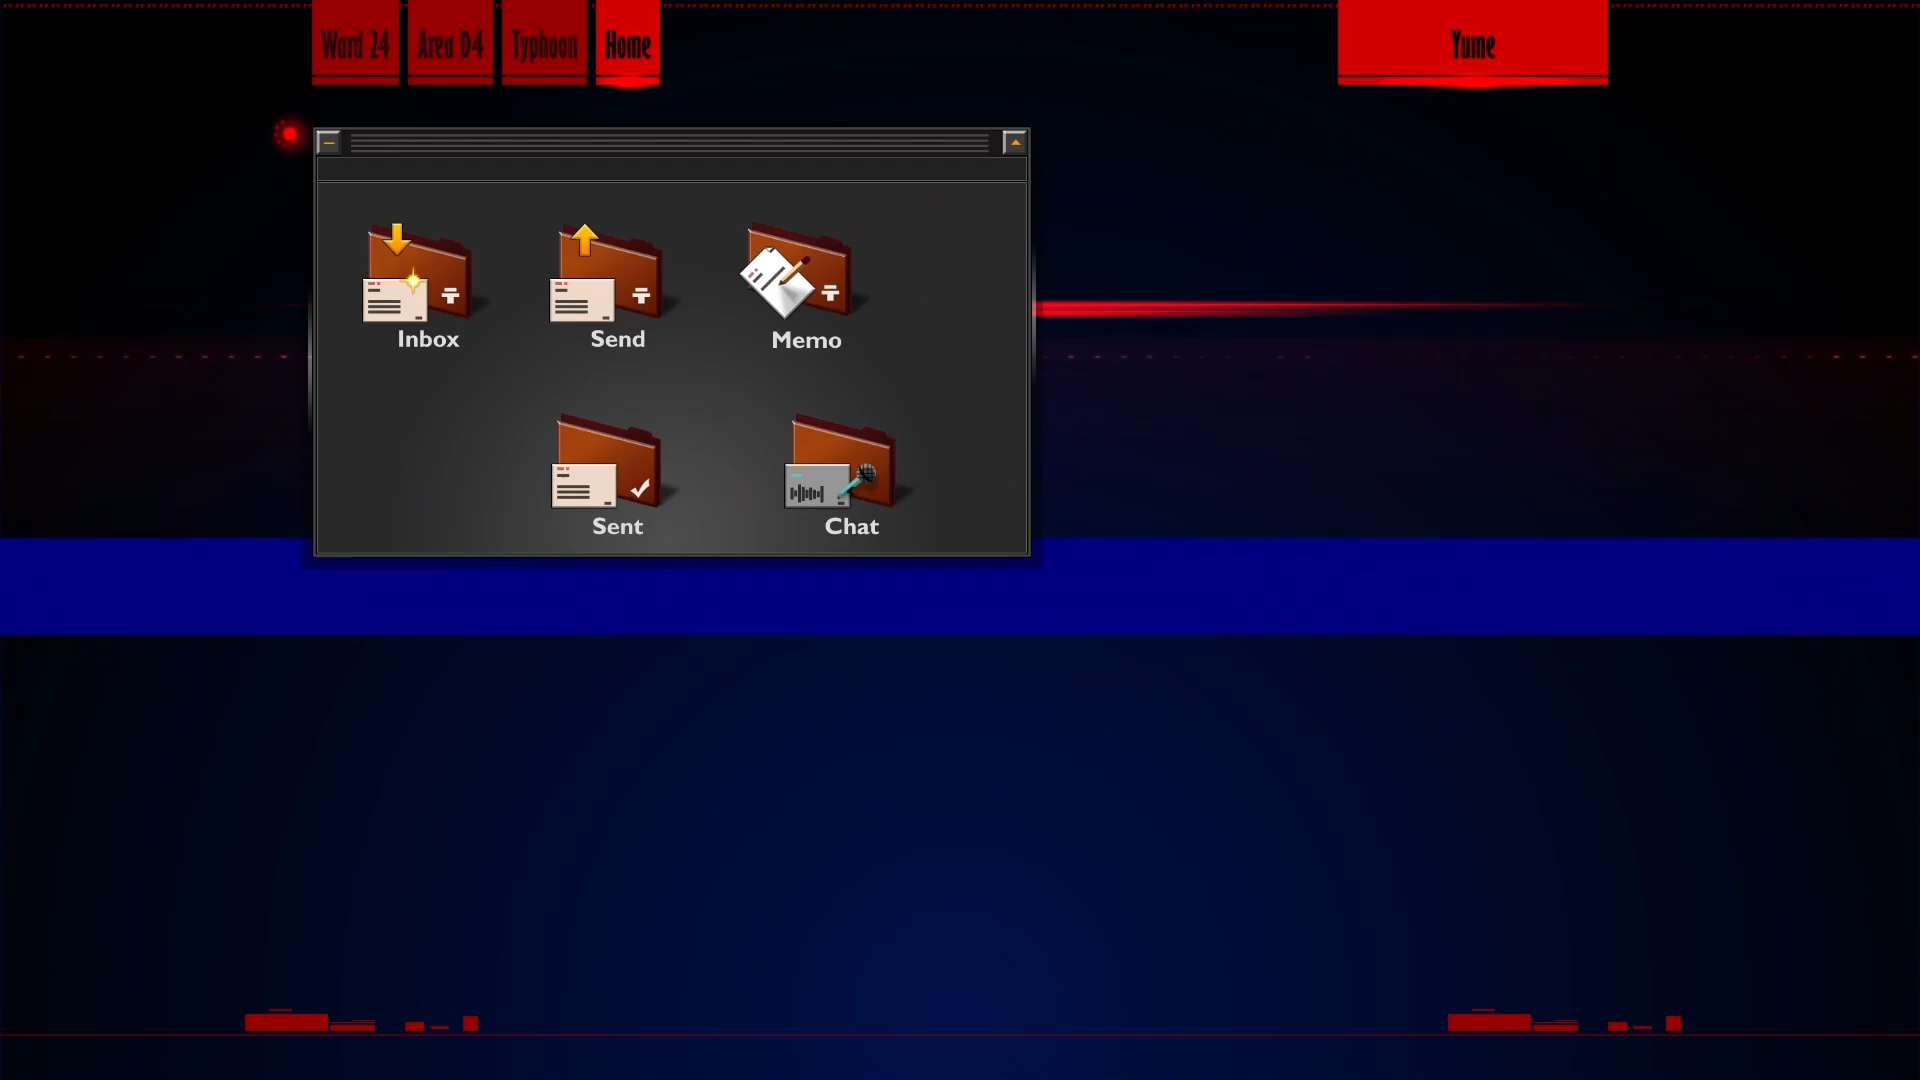 Ward 24
Area D4
Typhoon
Home
Yume
Inbox
Send
Memo
Sent
Chat